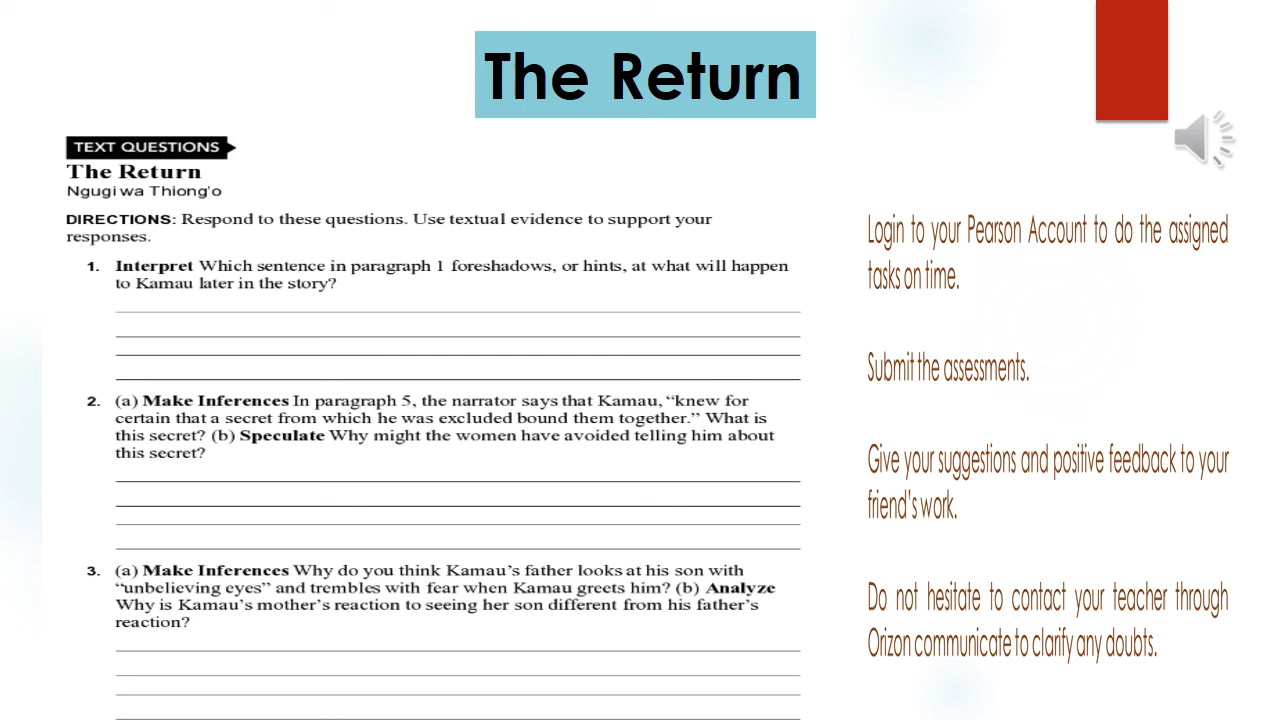 The Return
TEXT QUESTIONS
The Return
Ngugi wa Thiong'o
DIRECTIONS: Respond to these questions. Use textual evidence to support your
responses.
1. Interpret Which sentence in paragraph 1 foreshadows, or hints, at what will happen
to Kamau later in the story?
2. (a) Make Inferences In paragraph 5, the narrator says that Kamau, “knew for
certain that a secret from which he was excluded bound them together.” What is
this secret? (b) Speculate Why might the women have avoided telling him about
this secret?
3. (a) Make Inferences Why do you think Kamau’s father looks at his son with
“unbelieving eyes” and trembles with fear when Kamau greets him? (b) Analyze
Why is Kamau’s mother’s reaction to seeing her son different from his father’s
reaction?
Login to your Pearson Account to do the assigned
tasks on time.
Submit the assessments.
Give your suggestions and positive feedback to your
friend’s work.
Do not hesitate to contact your teacher through
Orizon communicate to clarify any doubts.